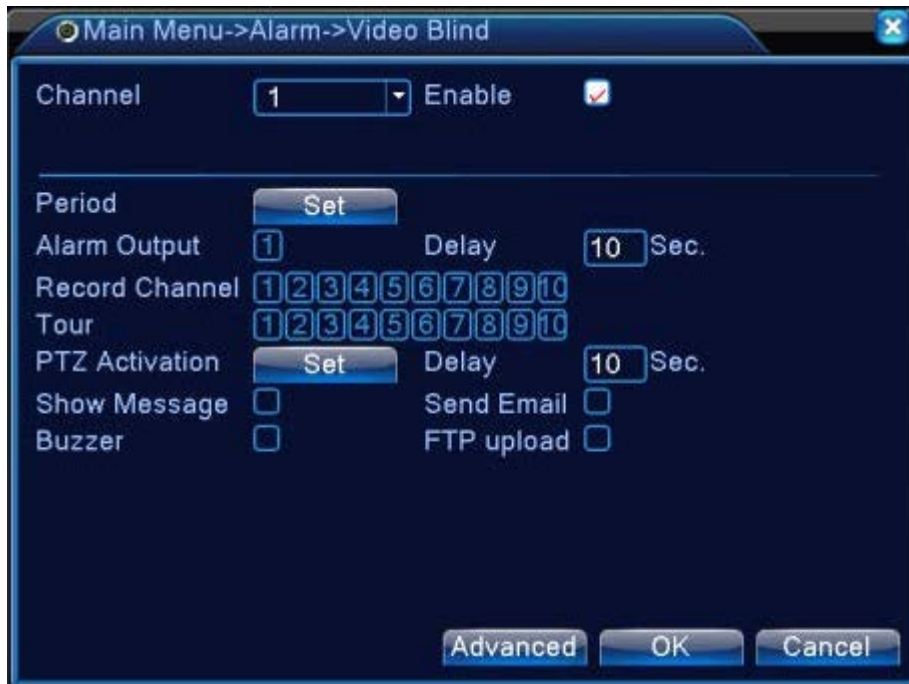 Main Menu->Alarm->Video Blind
Channel 1 Enable
Period Set
Alarm Output 1 Delay 10 Sec.
Record Channel 1 2 3 4 5 6 7 8 9 10
Tour 1 2 3 4 5 6 7 8 9 10
PTZ Activation Set Delay 10 Sec.
Show Message Send Email
Buzzer FTP upload
Advanced OK Cancel